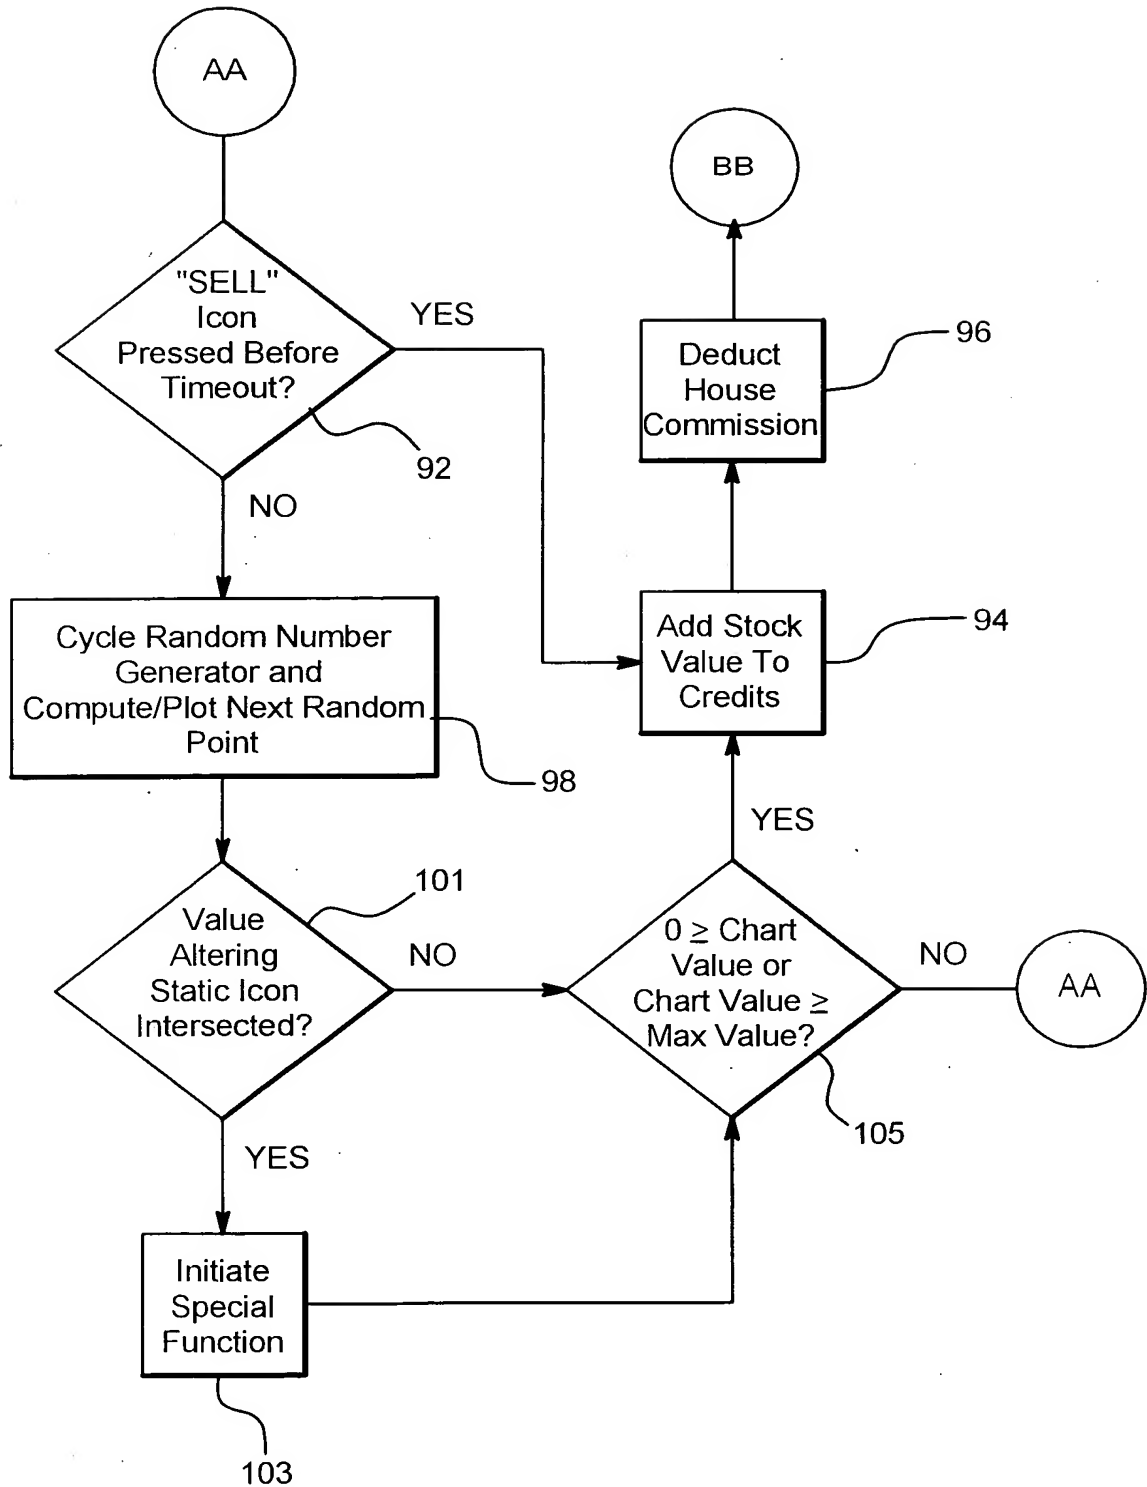 AA
BB
"SELL"
Icon
Pressed Before
Timeout?
YES
92
NO
Deduct
House
Commission
96
Cycle Random Number
Generator and
Compute/Plot Next Random
Point
98
Add Stock
Value To
Credits
94
YES
Value
Altering
Static Icon
Intersected?
101
NO
0 ≥ Chart
Value or
Chart Value ≥
Max Value?
NO
AA
105
YES
Initiate
Special
Function
103